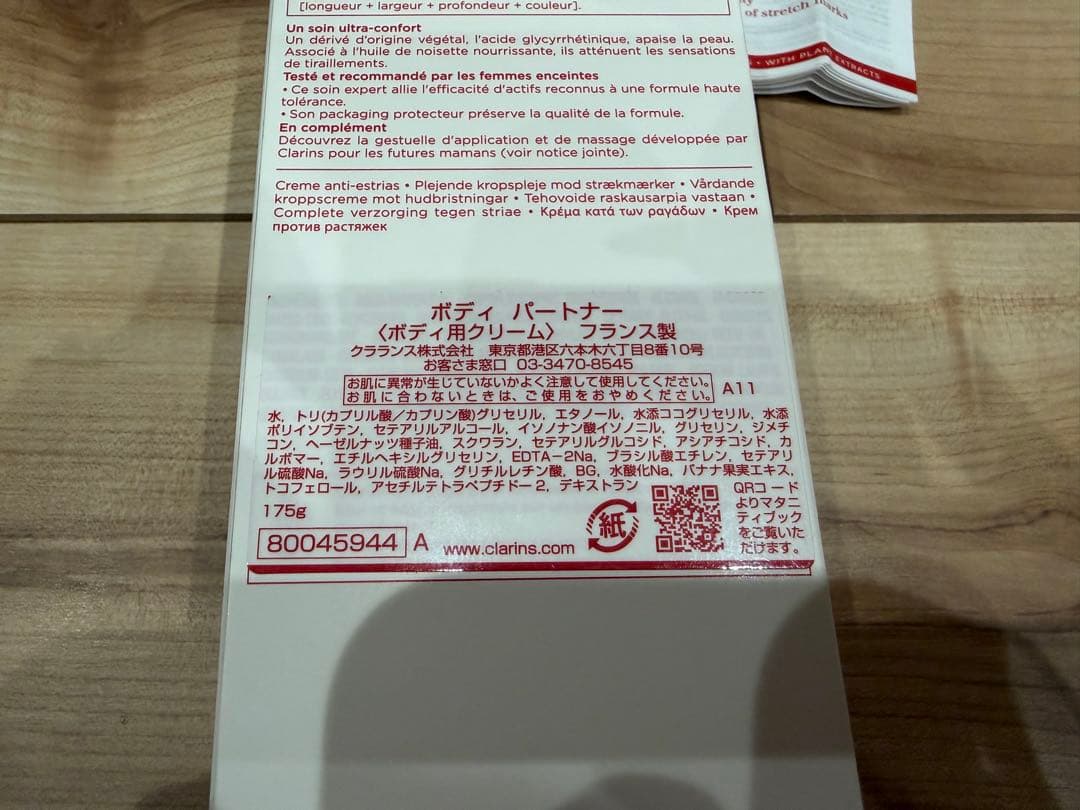 [longueur + largeur + profondeur + couleur].
of stretch marks
Un soin ultra-confort
Un dérivé d'origine végétal, l'acide glycyrrhétinique, apaise la peau.
Associé à l'huile de noisette nourrissante, ils atténuent les sensations
de tiraillements.
WITH PLANT EXTRACTS
Testé et recommandé par les femmes enceintes
• Ce soin expert allie l'efficacité d'actifs reconnus à une formule haute
tolérance.
• Son packaging protecteur préserve la qualité de la formule.
En complément
Découvrez la gestuelle d'application et de massage développée par
Clarins pour les futures mamans (voir notice jointe).
Creme anti-estrias • Plejende kropspleje mod strækmærker • Vårdande
kroppscreme mot hudbristningar • Tehovoide raskausarpia vastaan •
Complete verzorging tegen striae • Κρέμα κατά των ραγάδων • Крем
против растяжек
ボディ パートナー
〈ボディ用クリーム〉 フランス製
クラランス株式会社 東京都港区六本木六丁目8番10号
お客さま窓口 03-3470-8545
お肌に異常が生じていないかよく注意して使用してください。
お肌に合わないときは、ご使用をおやめください。
A11
水, トリ(カプリル酸/カプリン酸)グリセリル, エタノール, 水添ココグリセリル, 水添
ポリイソブテン, セテアリルアルコール, イソノナン酸イソノニル, グリセリン, ジメチ
コン, ヘーゼルナッツ種子油, スクワラン, セテアリルグルコシド, アシアチコシド, カ
ルボマー, エチルヘキシルグリセリン, EDTA-2Na, ブラシル酸エチレン, セテアリ
ル硫酸Na, ラウリル硫酸Na, グリチルレチン酸, BG, 水酸化Na, バナナ果実エキス,
トコフェロール, アセチルテトラペプチド-2, デキストラン
175g
紙
QRコード
よりマタニ
ティブック
をご覧いた
だけます。
80045944 A www.clarins.com